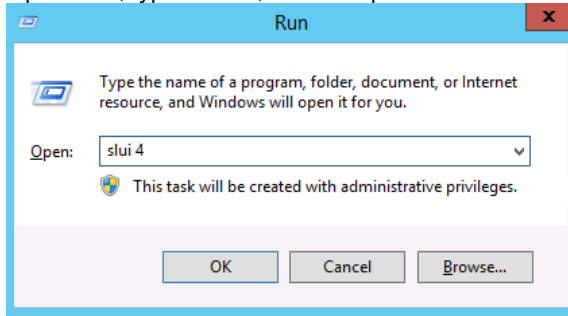 Run
x
Type the name of a program, folder, document, or Internet
resource, and Windows will open it for you.
Open: slui 4
This task will be created with administrative privileges.
OK Cancel Browse...